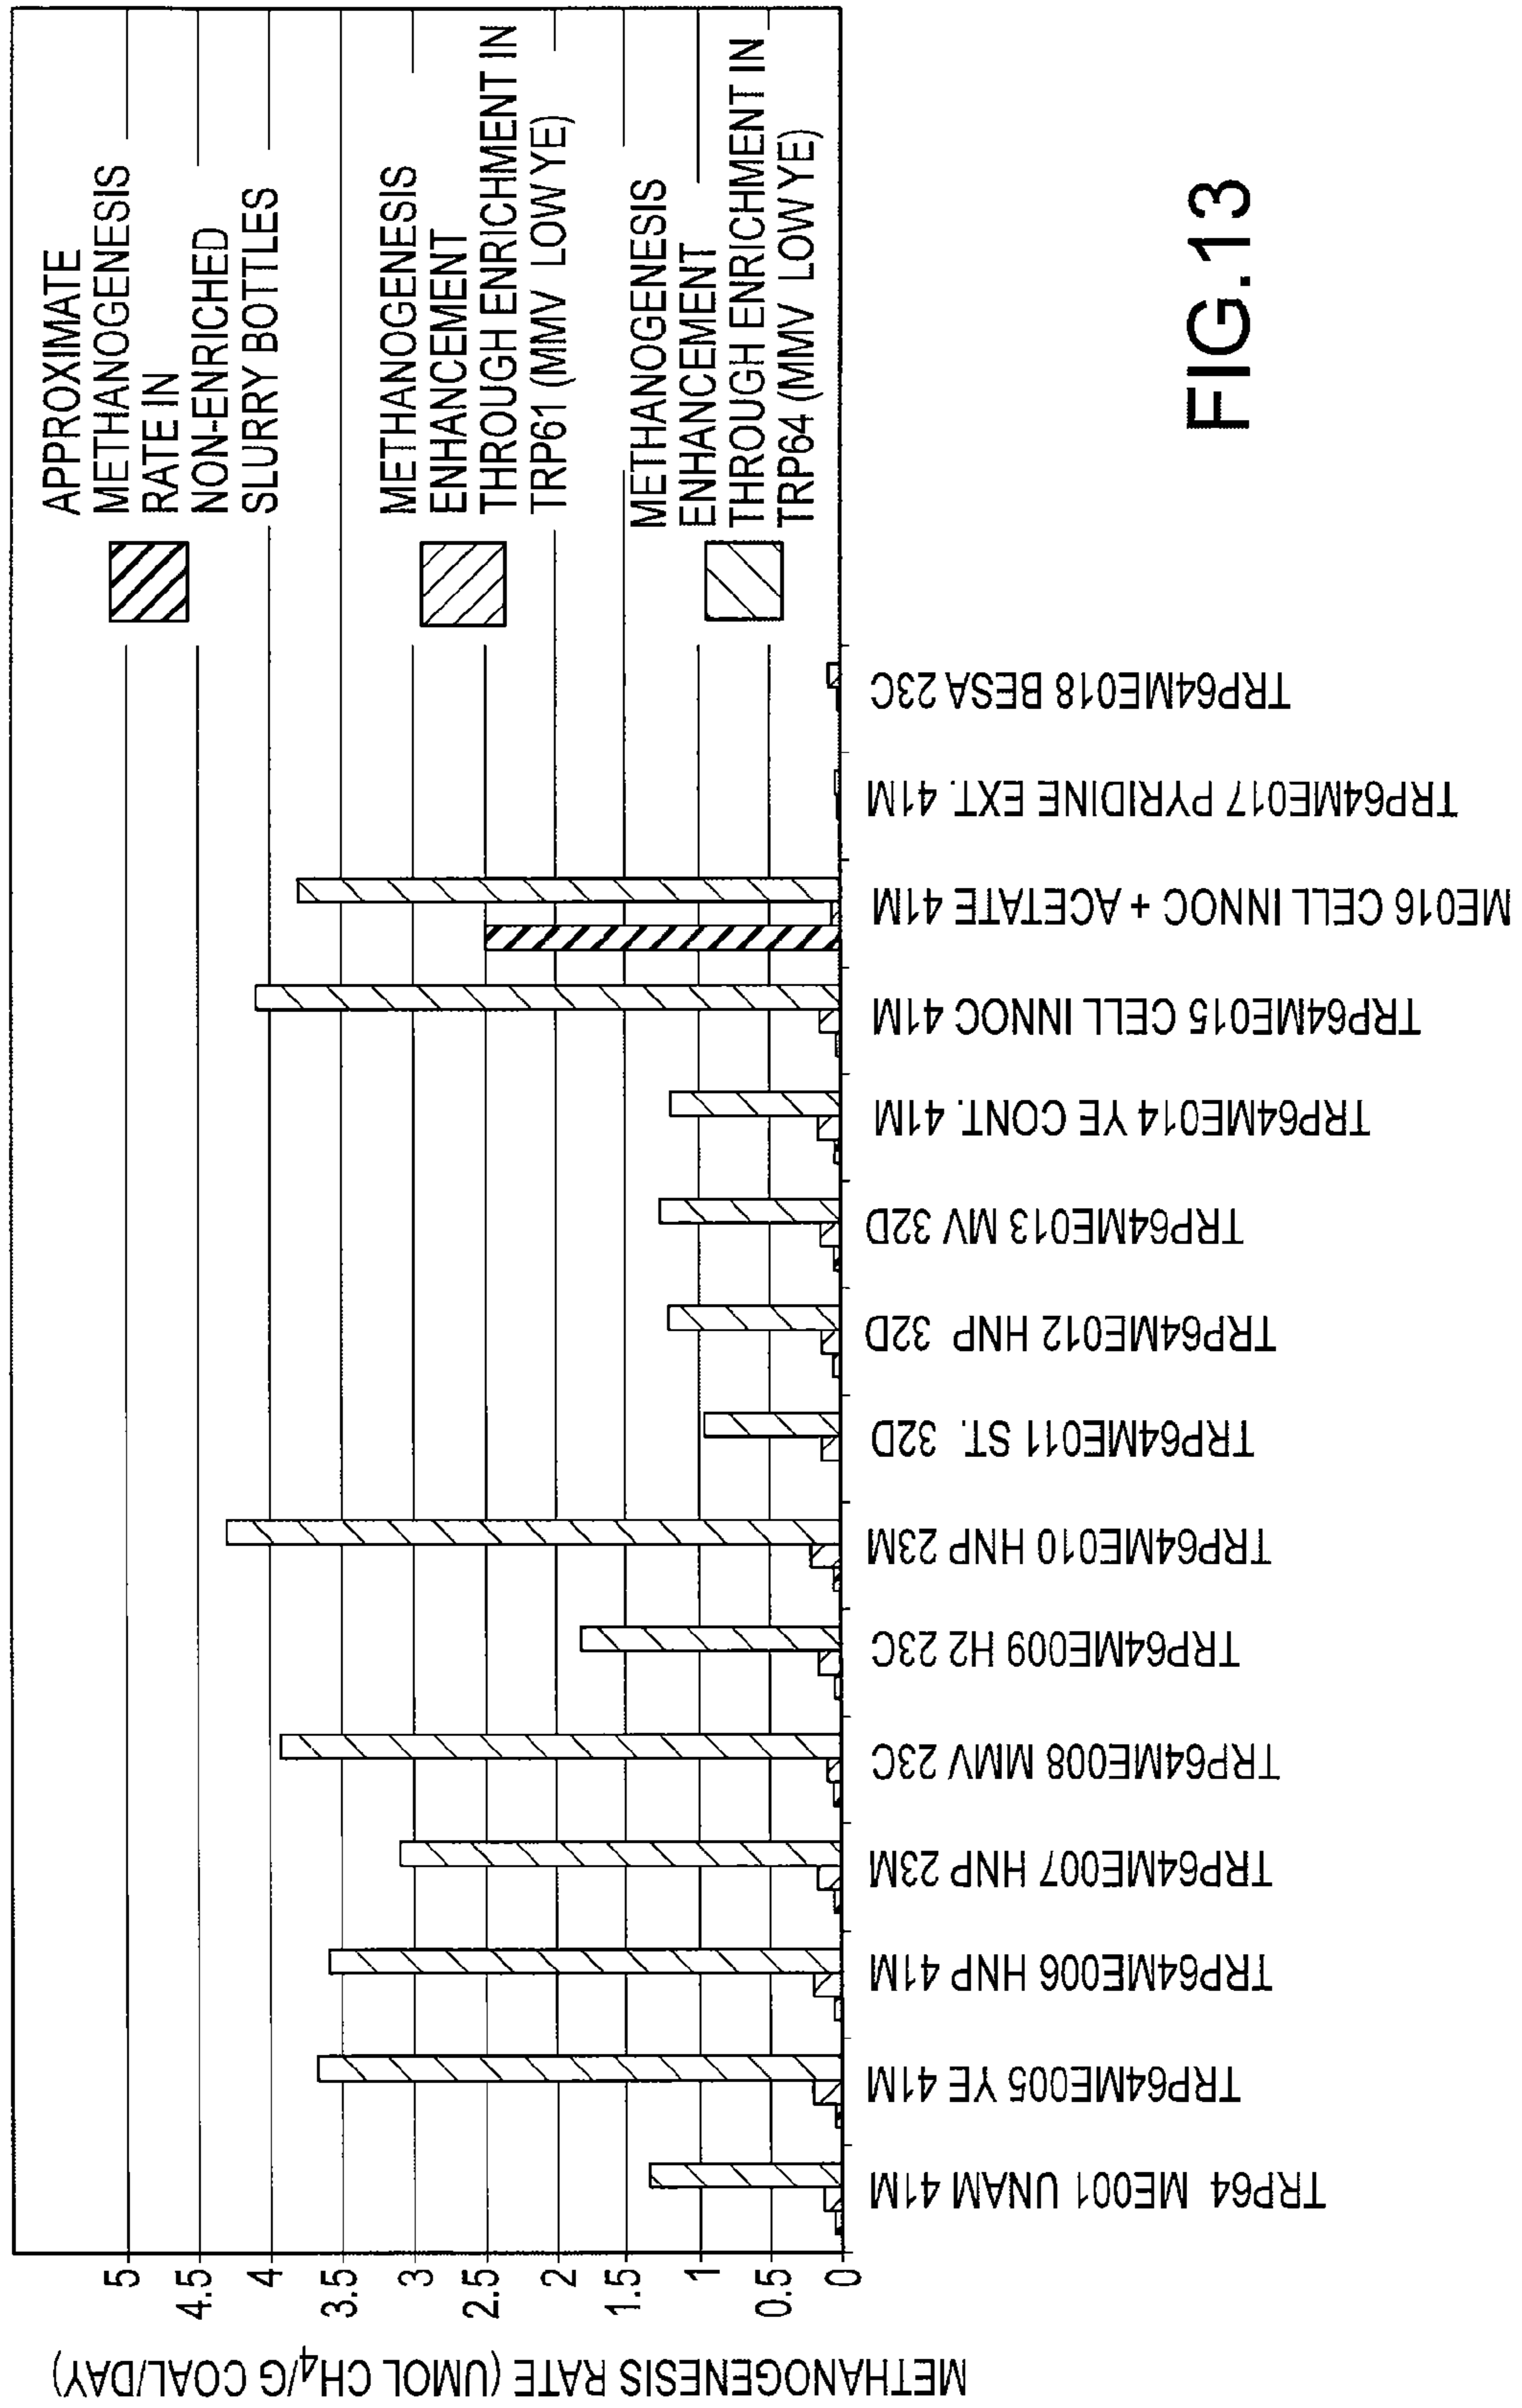 METHANOGENESIS RATE (UMOL CH4/G COAL/DAY)
5
4.5
4
3.5
3
2.5
2
1.5
1
0.5
0
APPROXIMATE
METHANOGENESIS
RATE IN
NON-ENRICHED
SLURRY BOTTLES
METHANOGENESIS
ENHANCEMENT
THROUGH ENRICHMENT IN
TRP61 (MMV LOW YE)
METHANOGENESIS
ENHANCEMENT
THROUGH ENRICHMENT IN
TRP64 (MMV LOW YE)
TRP64 ME001 UNAM 41M
TRP64ME005 YE 41M
TRP64ME006 HNP 41M
TRP64ME007 HNP 23M
TRP64ME008 MMV 23C
TRP64ME009 H2 23C
TRP64ME010 HNP 23M
TRP64ME011 ST. 32D
TRP64ME012 HNP 32D
TRP64ME013 MV 32D
TRP64ME014 YE CONT. 41M
TRP64ME015 CELL INNOC 41M
ME016 CELL INNOC + ACETATE 41M
TRP64ME017 PYRIDINE EXT. 41M
TRP64ME018 BESA 23C
FIG.13